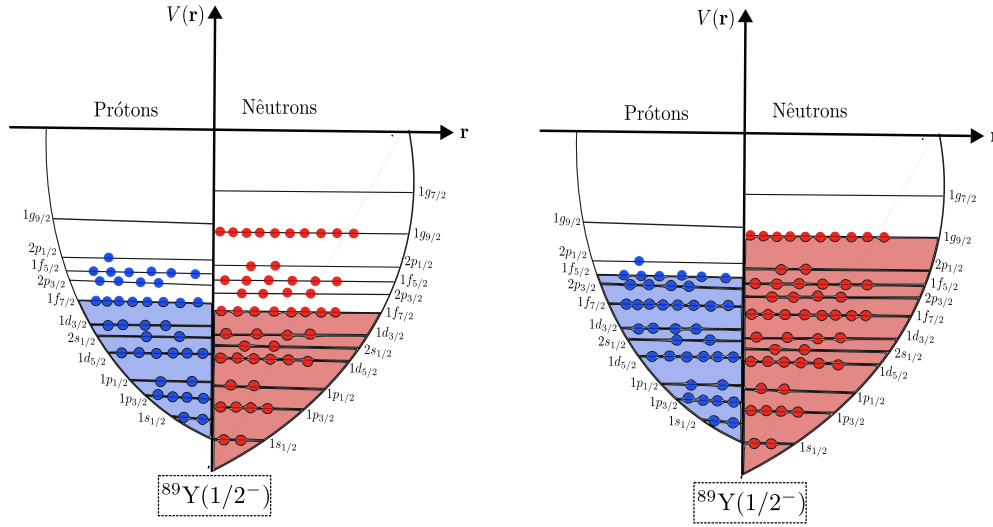 V(r)
Prótons
Nêutrons
r
1g7/2
1g9/2
1g9/2
2p1/2
2p1/2
1f5/2
1f5/2
2p3/2
2p3/2
1f7/2
1f7/2
1d3/2
1d3/2
2s1/2
2s1/2
1d5/2
1d5/2
1p1/2
1p1/2
1p3/2
1p3/2
1s1/2
1s1/2
⁸⁹Y(1/2⁻)
V(r)
Prótons
Nêutrons
r
1g7/2
1g9/2
1g9/2
2p1/2
2p1/2
1f5/2
1f5/2
2p3/2
2p3/2
1f7/2
1f7/2
1d3/2
1d3/2
2s1/2
2s1/2
1d5/2
1d5/2
1p1/2
1p1/2
1p3/2
1p3/2
1s1/2
1s1/2
⁸⁹Y(1/2⁻)